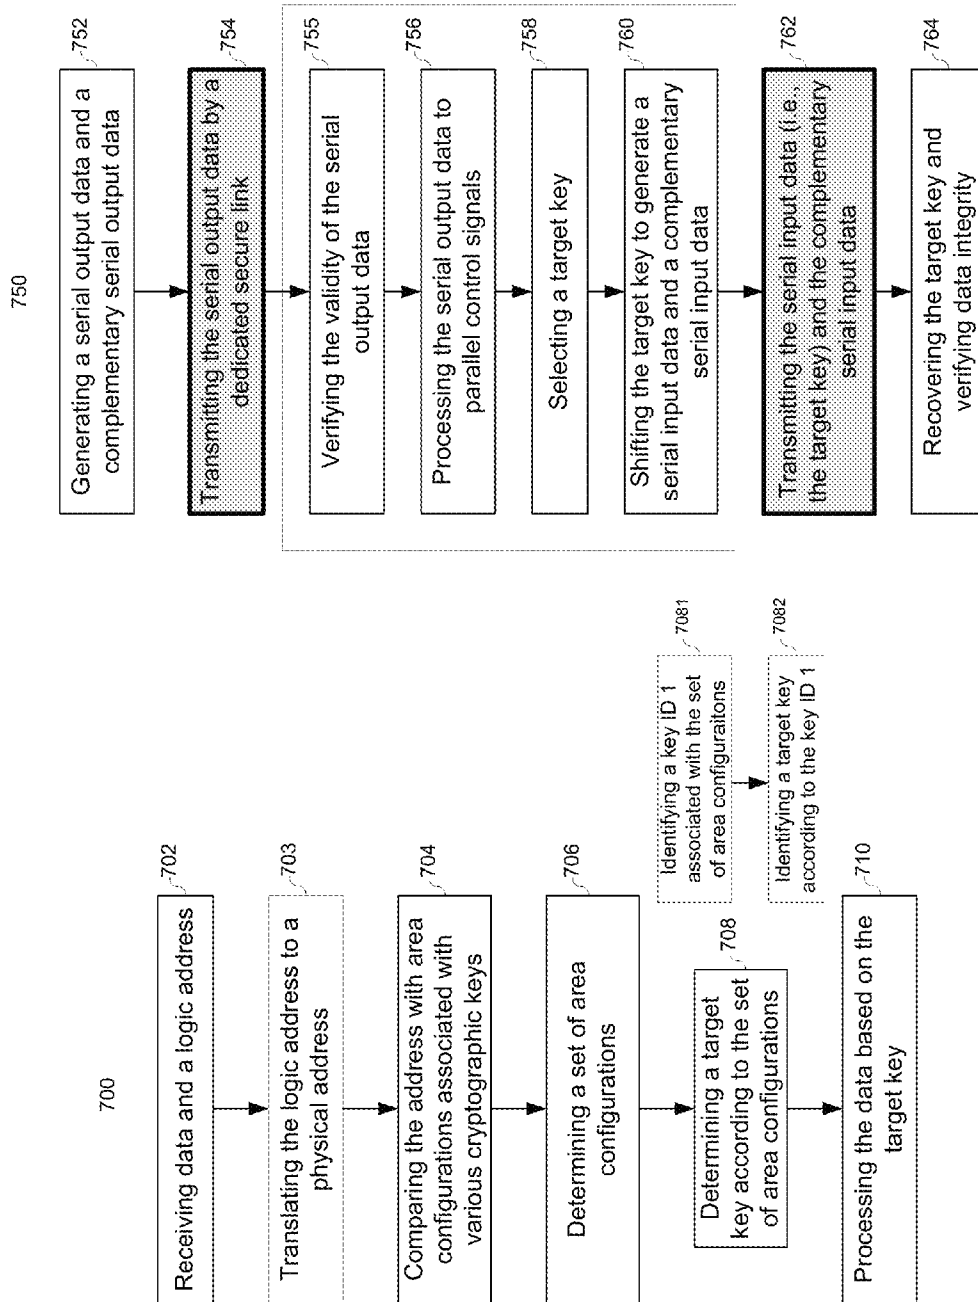 700
Receiving data and a logic address
702
Translating the logic address to a
physical address
703
Comparing the address with area
configurations associated with
various cryptographic keys
704
Determining a set of area
configurations
706
Determining a target
key according to the set
of area configurations
708
Identifying a key ID 1
associated with the set
of area configuraitons
7081
Identifying a target key
according to the key ID 1
7082
Processing the data based on the
target key
710
750
Generating a serial output data and a
complementary serial output data
752
Transmitting the serial output data by a
dedicated secure link
754
Verifying the validity of the serial
output data
755
Processing the serial output data to
parallel control signals
756
Selecting a target key
758
Shifting the target key to generate a
serial input data and a complementary
serial input data
760
Transmitting the serial input data (i.e.,
the target key) and the complementary
serial input data
762
Recovering the target key and
verifying data integrity
764